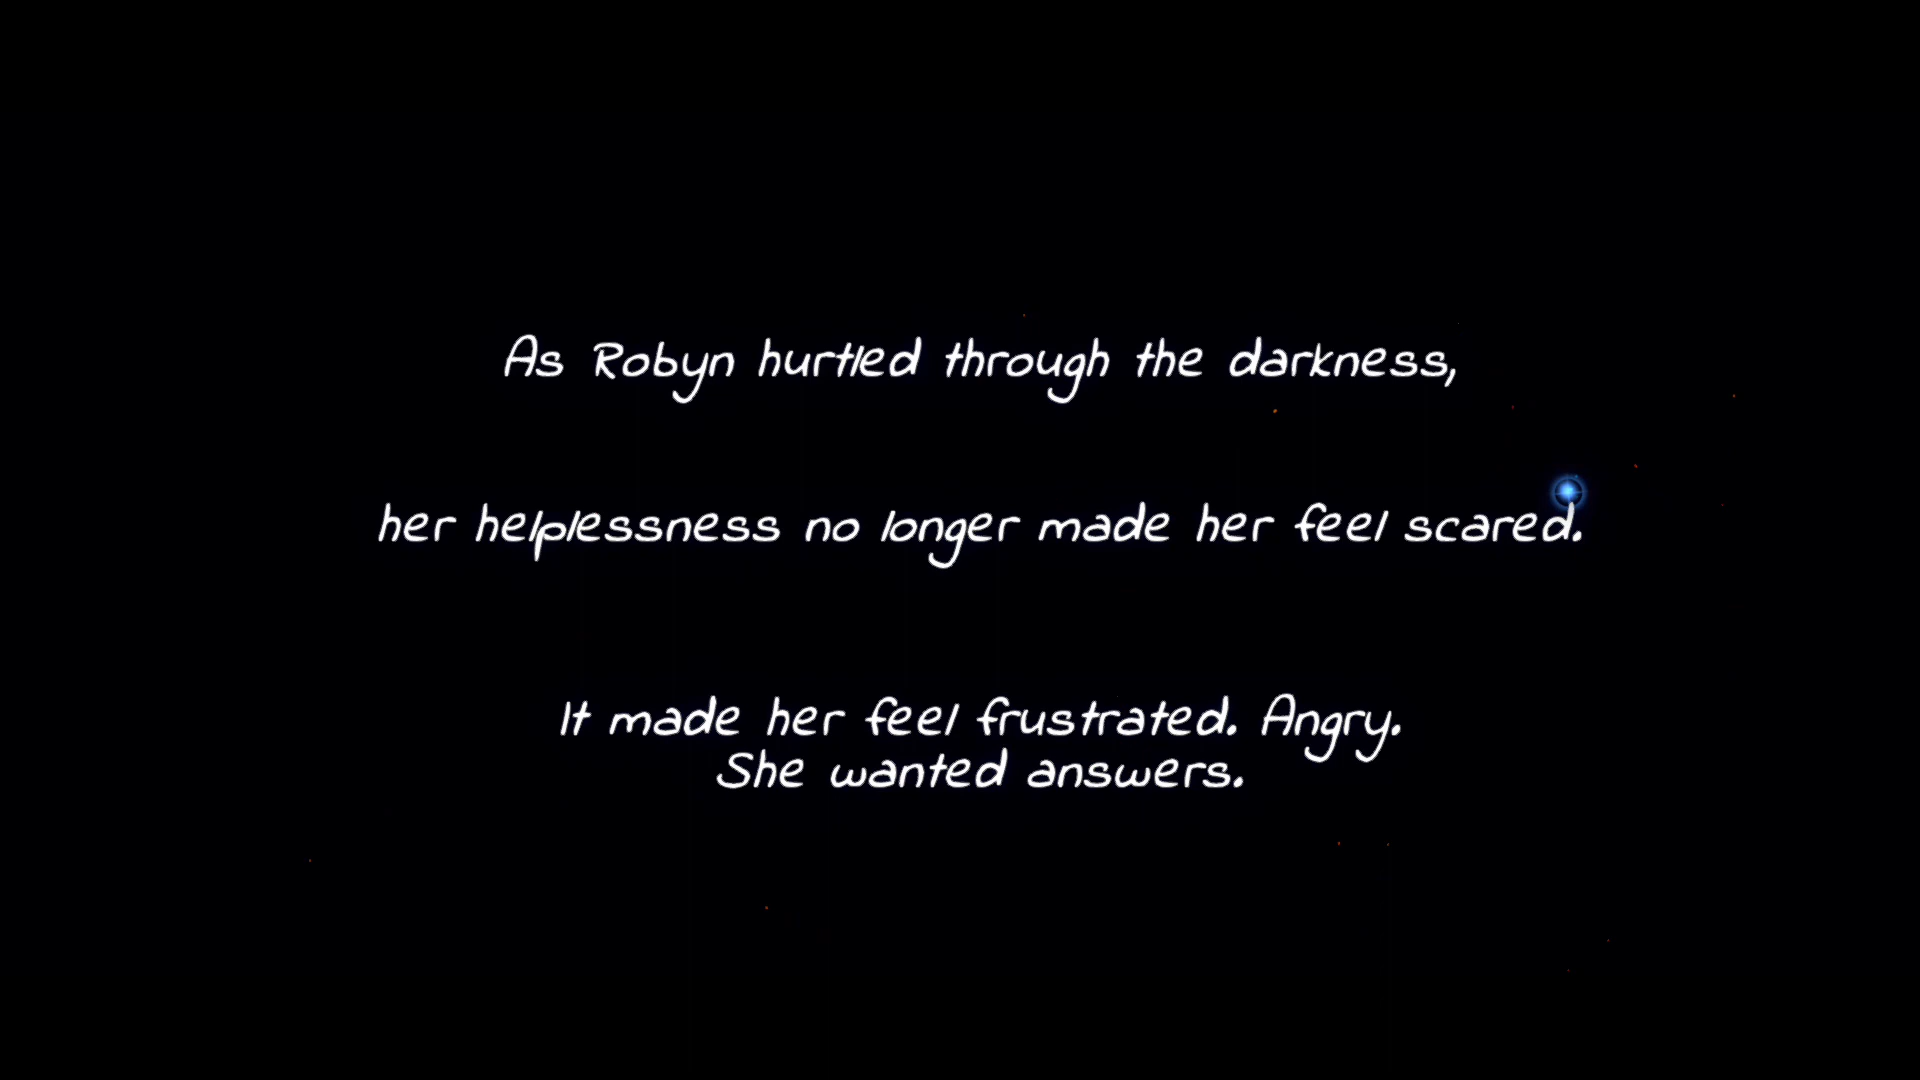 As Robyn hurtled through the darkness,
her helplessness no longer made her feel scared.
It made her feel frustrated. Angry.
She wanted answers.